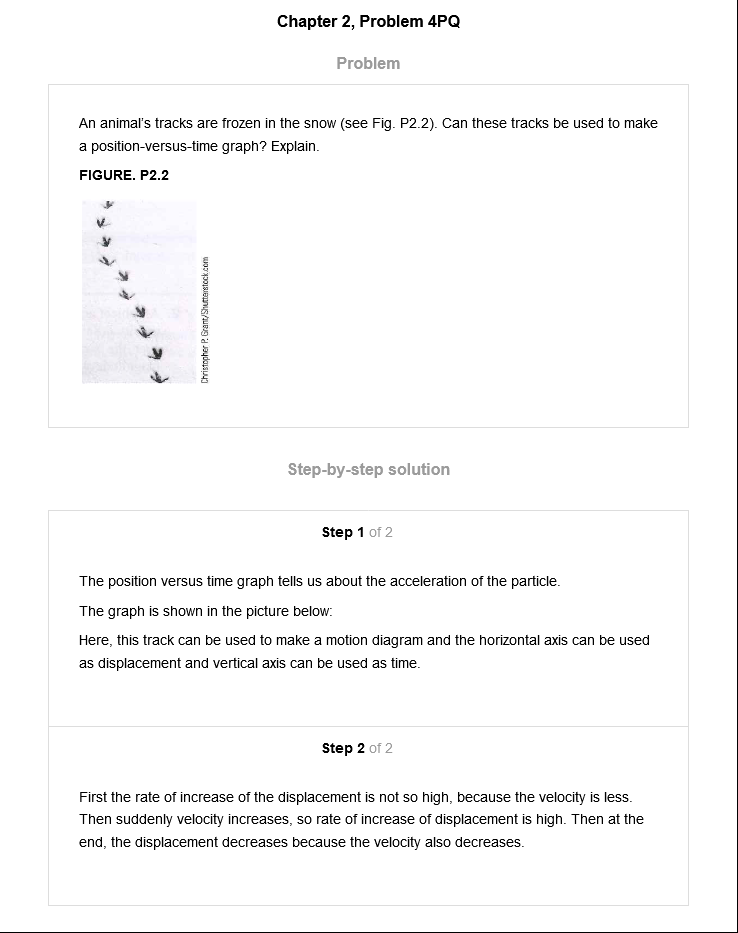 Chapter 2, Problem 4PQ
Problem
An animal's tracks are frozen in the snow (see Fig. P2.2). Can these tracks be used to make
a position-versus-time graph? Explain.
FIGURE. P2.2
Christopher P. Grant/Shutterstock.com
Step-by-step solution
Step 1 of 2
The position versus time graph tells us about the acceleration of the particle.
The graph is shown in the picture below:
Here, this track can be used to make a motion diagram and the horizontal axis can be used
as displacement and vertical axis can be used as time.
Step 2 of 2
First the rate of increase of the displacement is not so high, because the velocity is less.
Then suddenly velocity increases, so rate of increase of displacement is high. Then at the
end, the displacement decreases because the velocity also decreases.